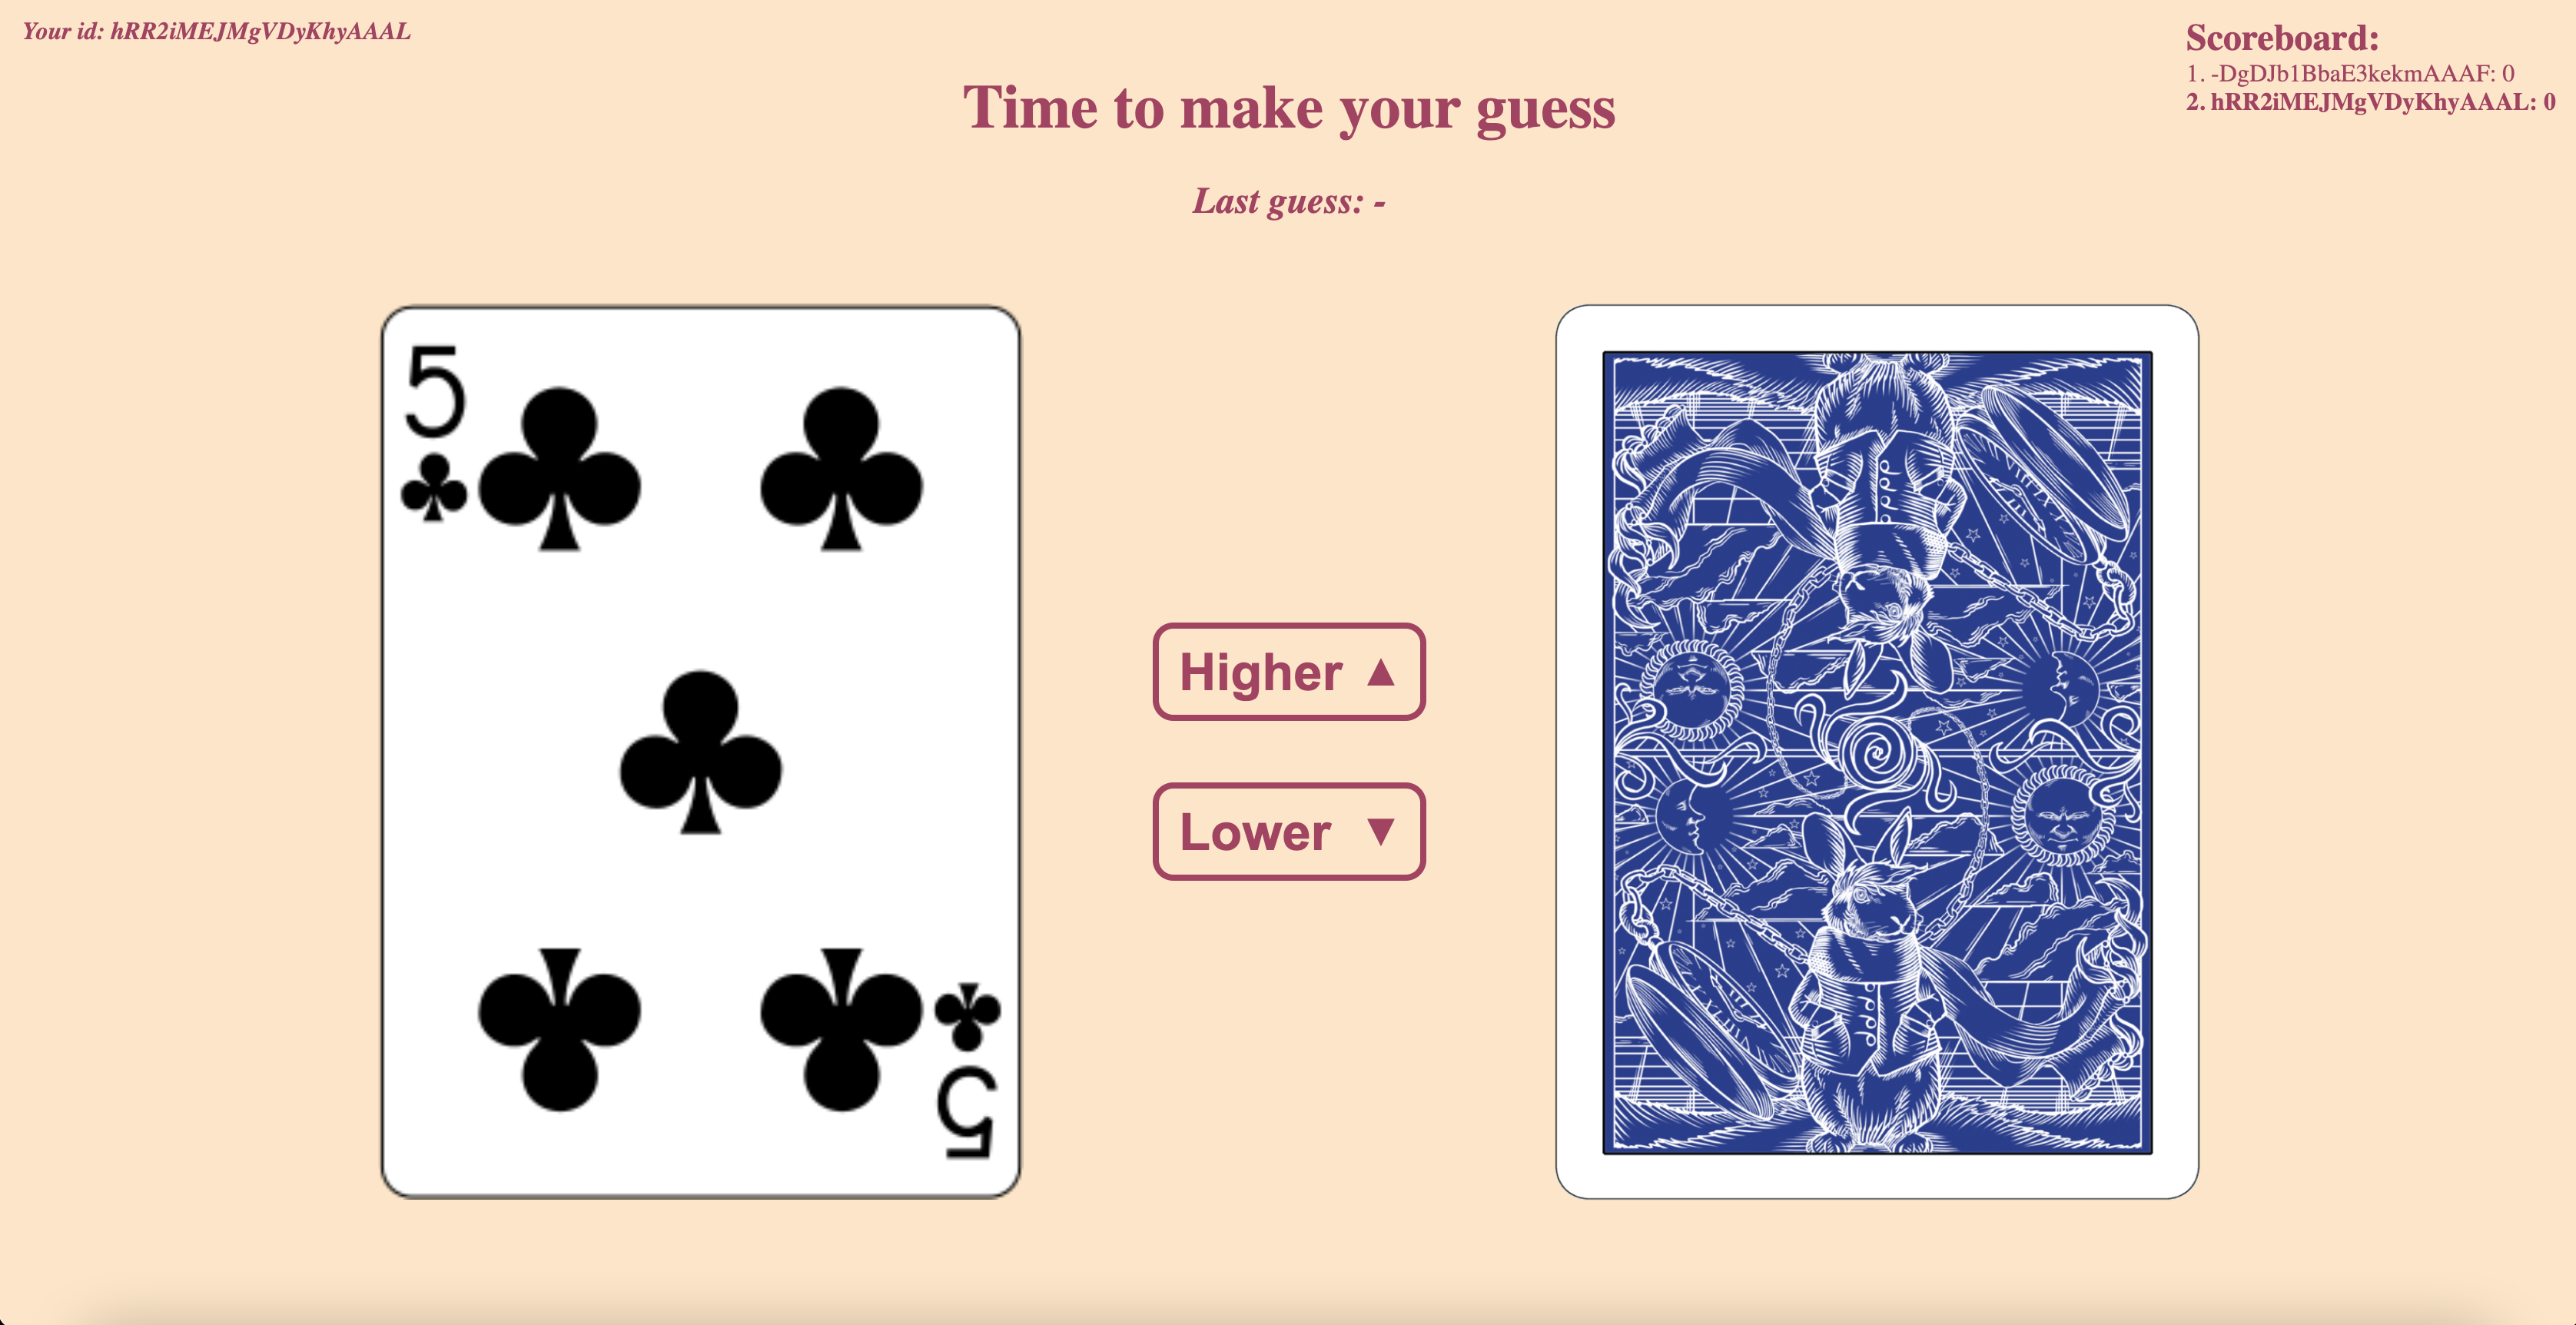 Your id: hRR2iMEJMgVDyKhyAAAL
Scoreboard:
1. -DgDJb1BbaE3kekmAAAF: 0
2. hRR2iMEJMgVDyKhyAAAL: 0
Time to make your guess
Last guess: -
5
Higher ▲
Lower ▼
5